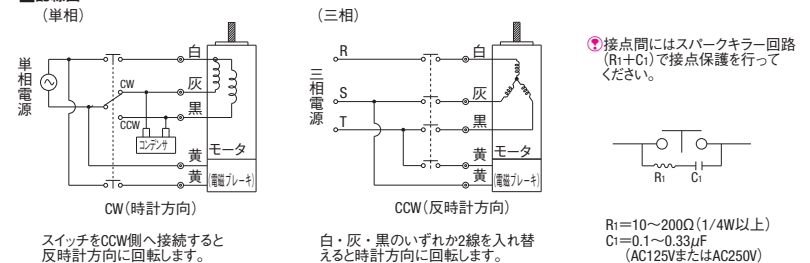 (単相)
単相電源
CW
CCW
コンデンサ
白
灰
黒
黄
黄
モータ
(電磁ブレーキ)
CW(時計方向)
スイッチをCCW側へ接続すると
反時計方向に回転します。
(三相)
三相電源
R
S
T
白
灰
黒
黄
黄
モータ
(電磁ブレーキ)
CCW(反時計方向)
白・灰・黒のいずれか2線を入れ替
えると時計方向に回転します。
接点間にはスパークキラー回路
(R1+C1)で接点保護を行って
ください。
R1 C1
R1=10~200Ω(1/4W以上)
C1=0.1~0.33μF
(AC125VまたはAC250V)